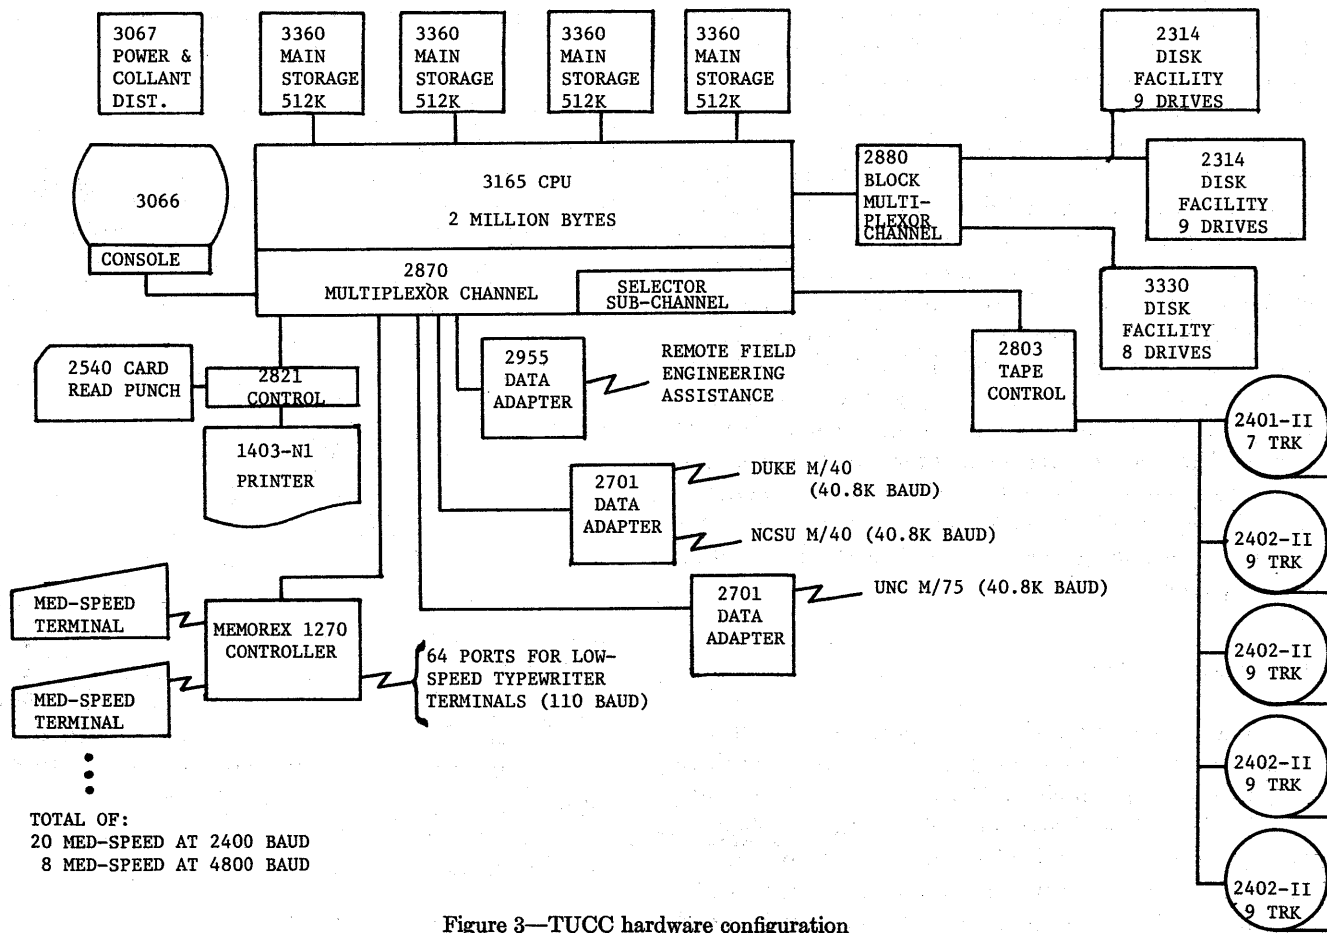 3067
POWER &
COLLANT
DIST.
3360
MAIN
STORAGE
512K
3360
MAIN
STORAGE
512K
3360
MAIN
STORAGE
512K
3360
MAIN
STORAGE
512K
2314
DISK
FACILITY
9 DRIVES
3066
CONSOLE
3165 CPU
2 MILLION BYTES
2880
BLOCK
MULTI-
PLEXOR
CHANNEL
2314
DISK
FACILITY
9 DRIVES
2870
MULTIPLEXOR CHANNEL
SELECTOR
SUB-CHANNEL
3330
DISK
FACILITY
8 DRIVES
2540 CARD
READ PUNCH
2821
CONTROL
1403-N1
PRINTER
2955
DATA
ADAPTER
REMOTE FIELD
ENGINEERING
ASSISTANCE
2803
TAPE
CONTROL
2401-II
7 TRK
2701
DATA
ADAPTER
DUKE M/40
(40.8K BAUD)
NCSU M/40 (40.8K BAUD)
2402-II
9 TRK
2701
DATA
ADAPTER
UNC M/75 (40.8K BAUD)
MED-SPEED
TERMINAL
MEMOREX 1270
CONTROLLER
64 PORTS FOR LOW-
SPEED TYPEWRITER
TERMINALS (110 BAUD)
2402-II
9 TRK
MED-SPEED
TERMINAL
2402-II
9 TRK
TOTAL OF:
20 MED-SPEED AT 2400 BAUD
8 MED-SPEED AT 4800 BAUD
2402-II
9 TRK
Figure 3—TUCC hardware configuration